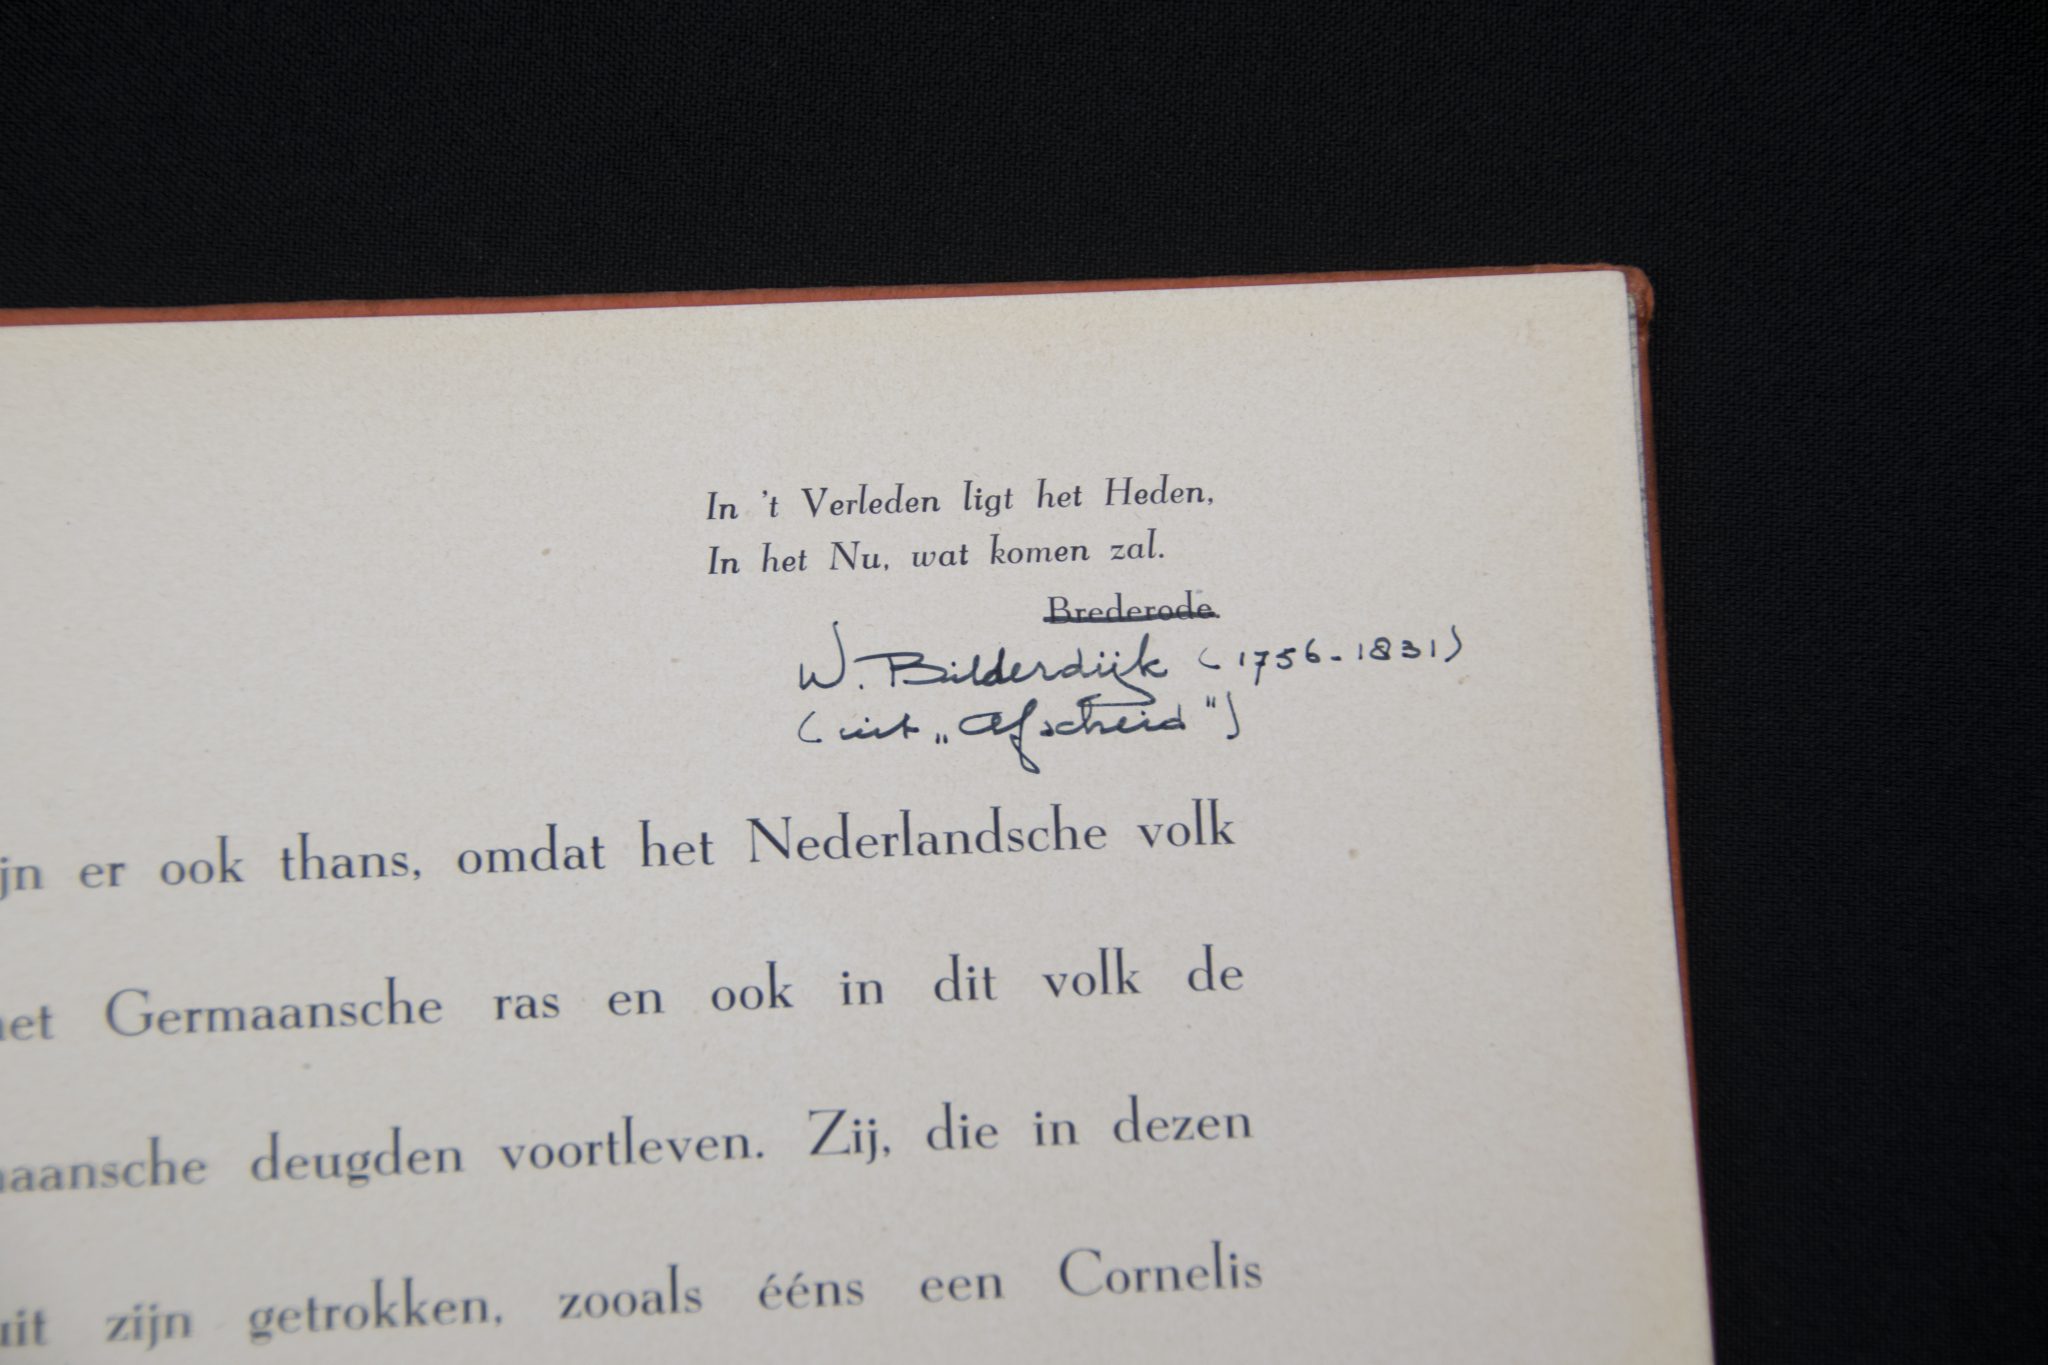 In 't Verleden ligt het Heden,
In het Nu, wat komen zal.
Brederode.
W. Bilderdijk (1756-1831)
(uit „Afscheid")
ijn er ook thans, omdat het Nederlandsche volk
het Germaansche ras en ook in dit volk de
maansche deugden voortleven. Zij, die in dezen
uit zijn getrokken, zooals ééns een Cornelis